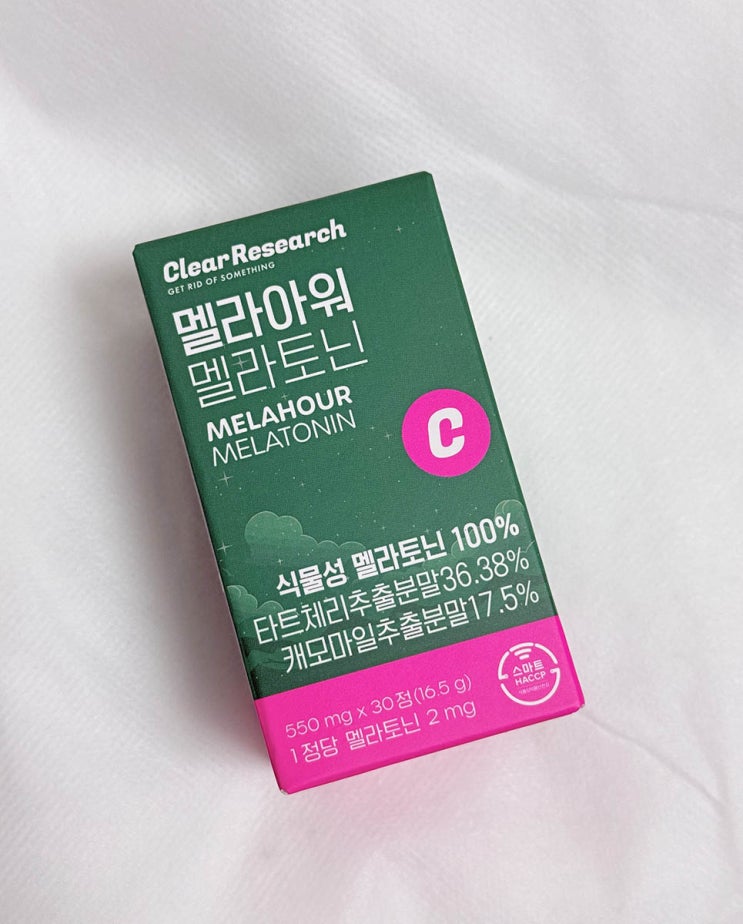 ClearResearch
GET RID OF SOMETHING
멜라아워
멜라토닌
MELAHOUR
MELATONIN
C
식물성 멜라토닌 100%
타트체리추출분말36.38%
캐모마일추출분말17.5%
스마트
HACCP
550 mg x 30정(16.5 g)
1정당 멜라토닌 2 mg